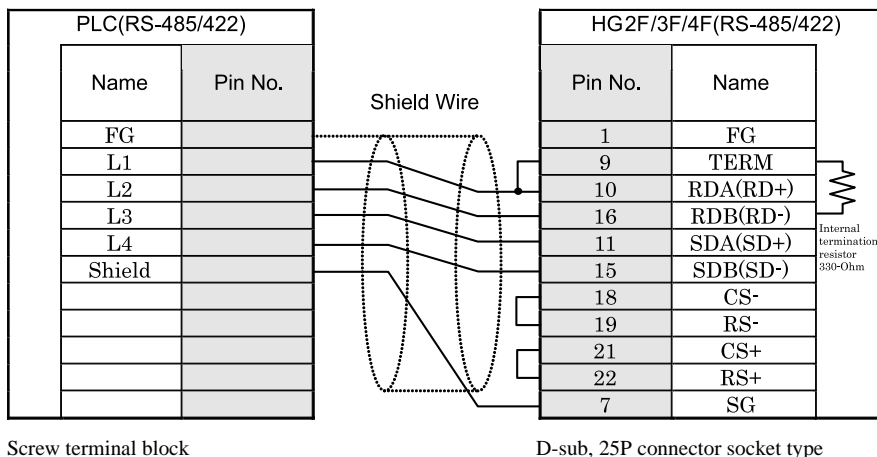 PLC(RS-485/422)
HG2F/3F/4F(RS-485/422)
Name Pin No.
Shield Wire
Pin No. Name
FG
L1
L2
L3
L4
Shield
1 FG
9 TERM
10 RDA(RD+)
16 RDB(RD-)
11 SDA(SD+)
15 SDB(SD-)
18 CS-
19 RS-
21 CS+
22 RS+
7 SG
Internal
termination
resistor
330-Ohm
Screw terminal block
D-sub, 25P connector socket type